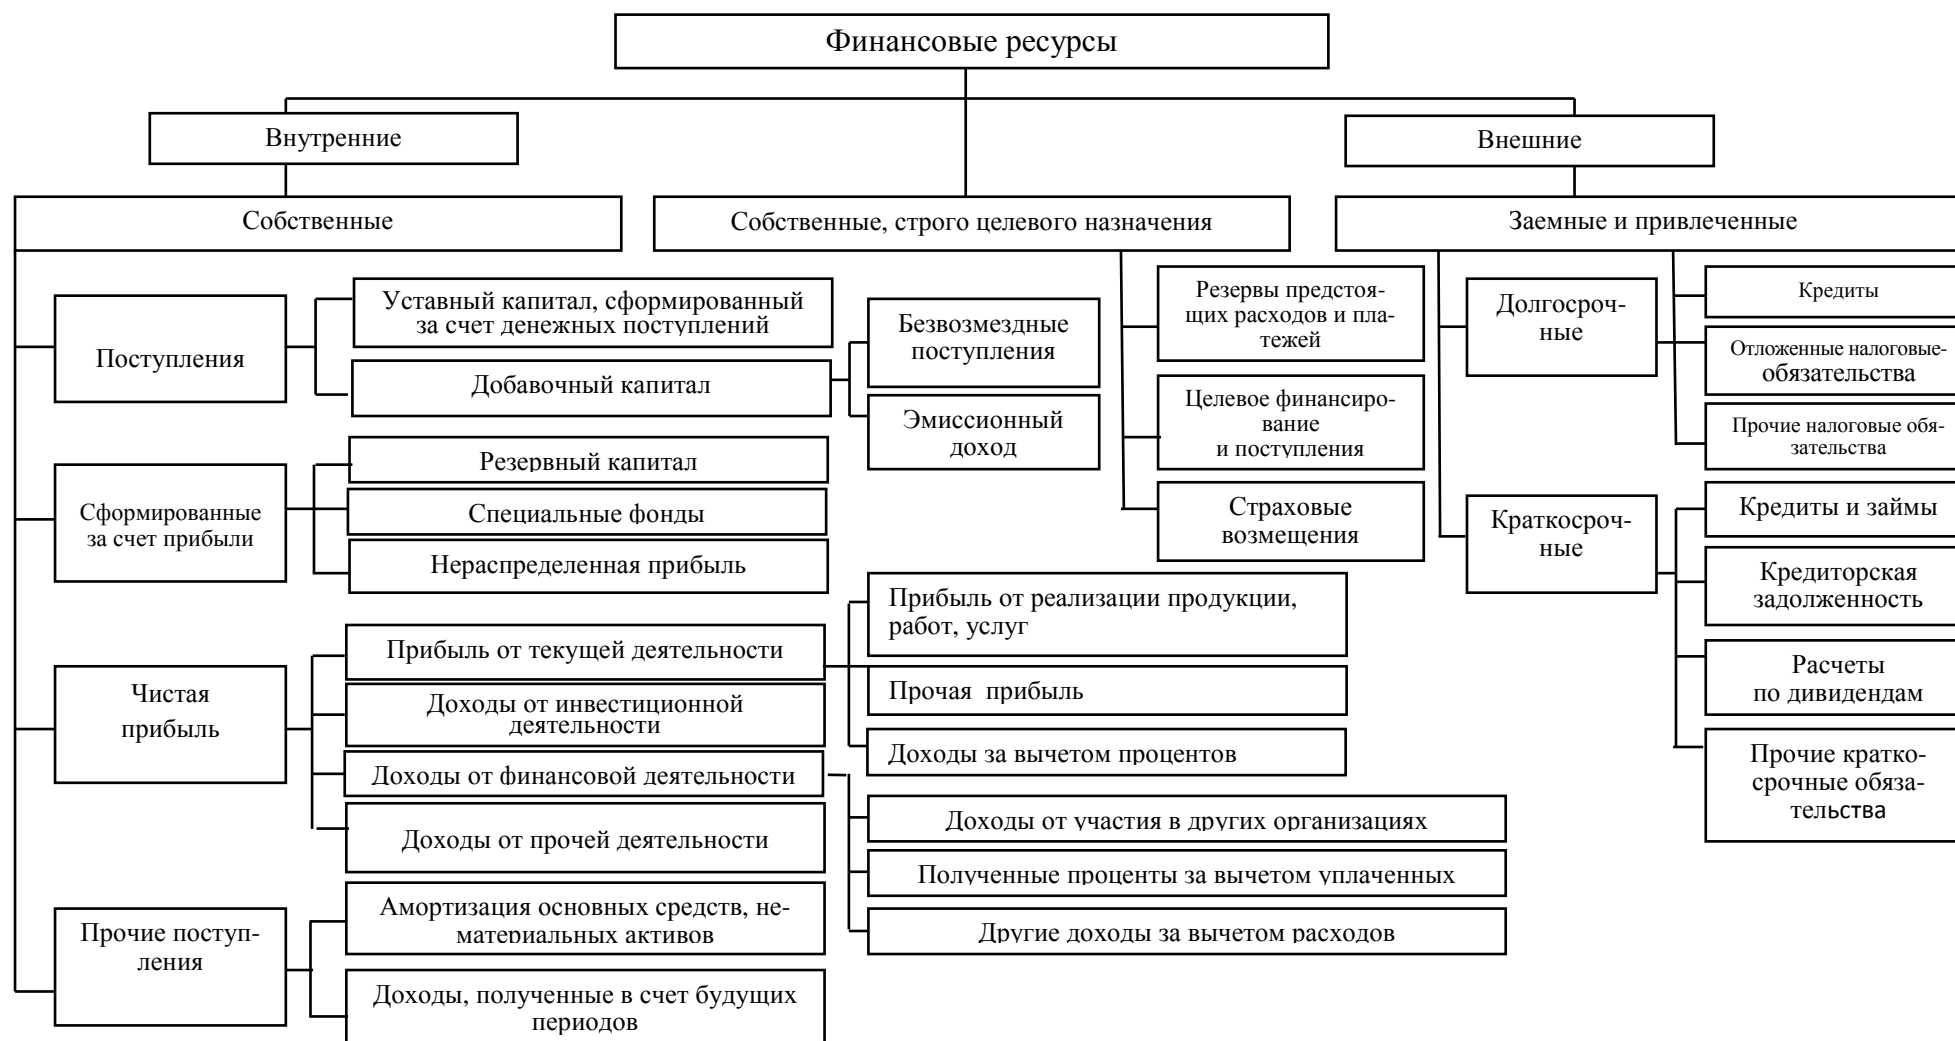 Финансовые ресурсы
Внутренние
Внешние
Собственные
Собственные, строго целевого назначения
Заемные и привлеченные
Поступления
Уставный капитал, сформированный
за счет денежных поступлений
Добавочный капитал
Безвозмездные
поступления
Эмиссионный
доход
Сформированные
за счет прибыли
Резервный капитал
Специальные фонды
Нераспределенная прибыль
Чистая
прибыль
Прибыль от текущей деятельности
Прибыль от реализации продукции,
работ, услуг
Прочая прибыль
Доходы за вычетом процентов
Доходы от инвестиционной
деятельности
Доходы от финансовой деятельности
Доходы от участия в других организациях
Полученные проценты за вычетом уплаченных
Другие доходы за вычетом расходов
Доходы от прочей деятельности
Прочие поступ-
ления
Амортизация основных средств, не-
материальных активов
Доходы, полученные в счет будущих
периодов
Резервы предстоя-
щих расходов и пла-
тежей
Целевое финансиро-
вание
и поступления
Страховые
возмещения
Долгосроч-
ные
Кредиты
Отложенные налоговые-
обязательства
Прочие налоговые обя-
зательства
Краткосроч-
ные
Кредиты и займы
Кредиторская
задолженность
Расчеты
по дивидендам
Прочие кратко-
срочные обяза-
тельства